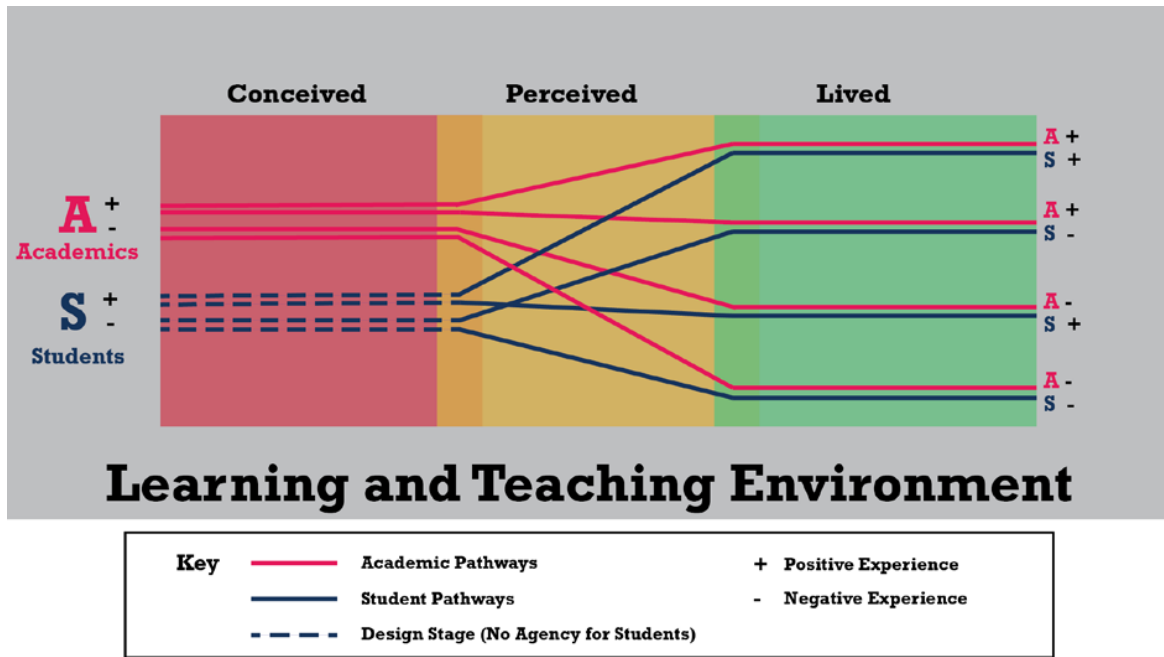 Conceived Perceived Lived
A +
S +
A + -
Academics
A +
S -
S + -
Students
A -
S +
A -
S -
Learning and Teaching Environment
Key Academic Pathways + Positive Experience
Student Pathways - Negative Experience
Design Stage (No Agency for Students)